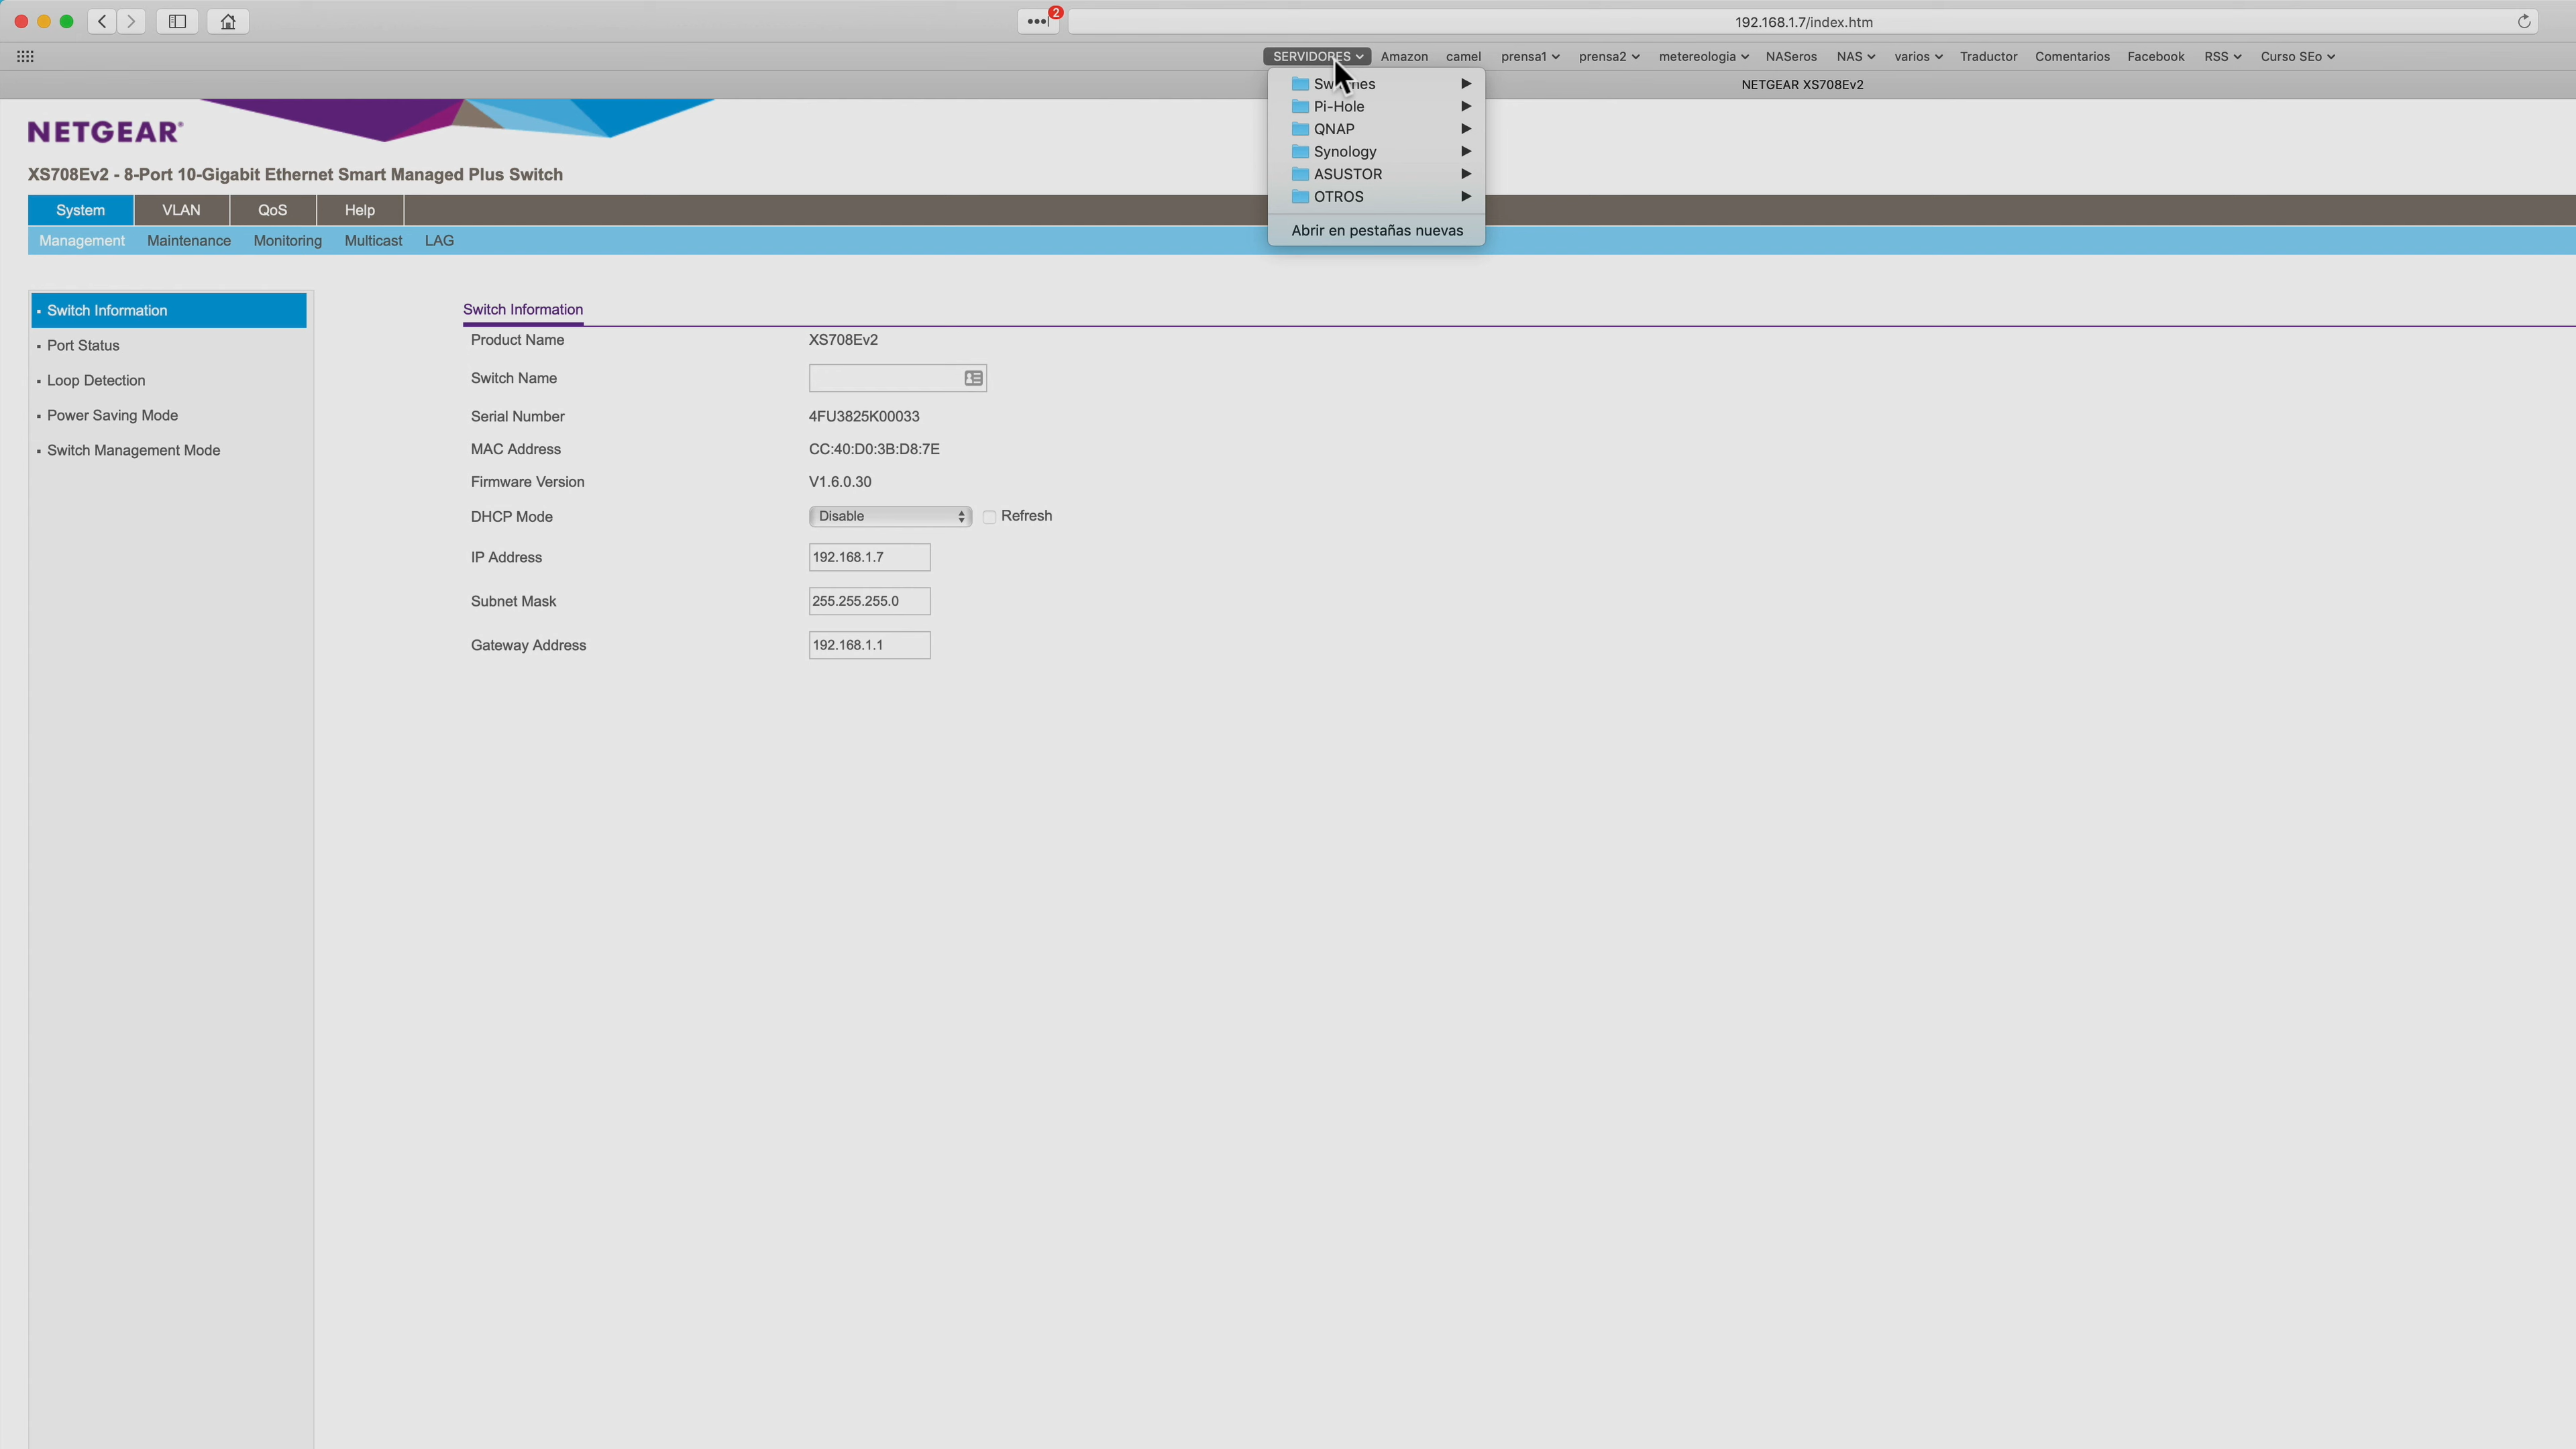 2
192.168.1.7/index.htm
SERVIDORES Amazon camel prensa1 prensa2 metereologia NASeros NAS varios Traductor Comentarios Facebook RSS Curso SEo
NETGEAR XS708Ev2
Pi-Hole
QNAP
Synology
ASUSTOR
OTROS
Abrir en pestañas nuevas
NETGEAR®
XS708Ev2 - 8-Port 10-Gigabit Ethernet Smart Managed Plus Switch
System VLAN QoS Help
Management Maintenance Monitoring Multicast LAG
Switch Information
Port Status
Loop Detection
Power Saving Mode
Switch Management Mode
Switch Information
Product Name XS708Ev2
Switch Name
Serial Number 4FU3825K00033
MAC Address CC:40:D0:3B:D8:7E
Firmware Version V1.6.0.30
DHCP Mode Disable Refresh
IP Address 192.168.1.7
Subnet Mask 255.255.255.0
Gateway Address 192.168.1.1